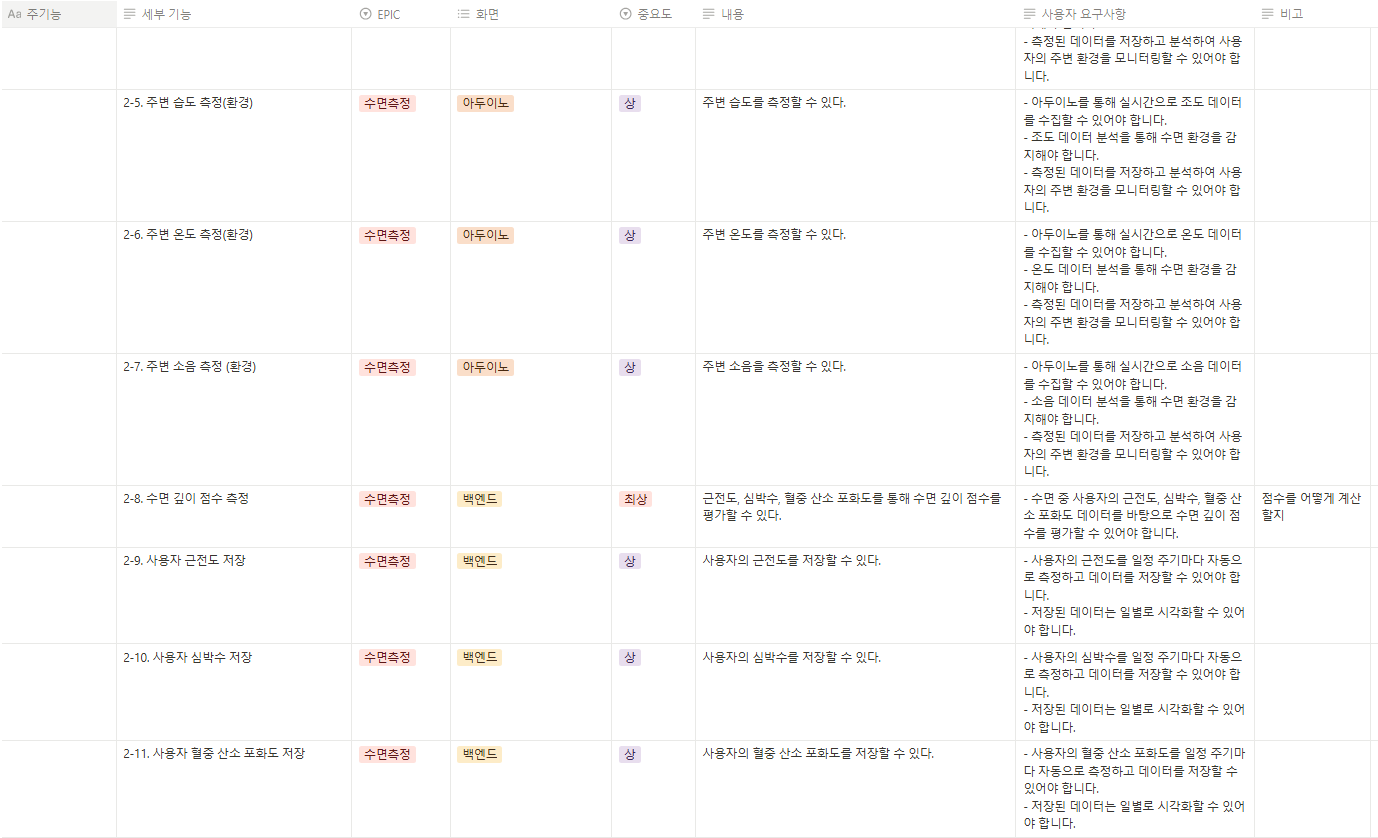 Aa 주기능 세부 기능 EPIC 화면 중요도 내용 사용자 요구사항 비고
- 측정된 데이터를 저장하고 분석하여 사용
자의 주변 환경을 모니터링할 수 있어야 합
니다.
2-5. 주변 습도 측정(환경) 수면측정 아두이노 상 주변 습도를 측정할 수 있다.
- 아두이노를 통해 실시간으로 조도 데이터
를 수집할 수 있어야 합니다.
- 조도 데이터 분석을 통해 수면 환경을 감
지해야 합니다.
- 측정된 데이터를 저장하고 분석하여 사용
자의 주변 환경을 모니터링할 수 있어야 합
니다.
2-6. 주변 온도 측정(환경) 수면측정 아두이노 상 주변 온도를 측정할 수 있다.
- 아두이노를 통해 실시간으로 온도 데이터
를 수집할 수 있어야 합니다.
- 온도 데이터 분석을 통해 수면 환경을 감
지해야 합니다.
- 측정된 데이터를 저장하고 분석하여 사용
자의 주변 환경을 모니터링할 수 있어야 합
니다.
2-7. 주변 소음 측정 (환경) 수면측정 아두이노 상 주변 소음을 측정할 수 있다.
- 아두이노를 통해 실시간으로 소음 데이터
를 수집할 수 있어야 합니다.
- 소음 데이터 분석을 통해 수면 환경을 감
지해야 합니다.
- 측정된 데이터를 저장하고 분석하여 사용
자의 주변 환경을 모니터링할 수 있어야 합
니다.
2-8. 수면 깊이 점수 측정 수면측정 백엔드 최상
근전도, 심박수, 혈중 산소 포화도를 통해 수면 깊이 점수를
평가할 수 있다.
- 수면 중 사용자의 근전도, 심박수, 혈중 산
소 포화도 데이터를 바탕으로 수면 깊이 점
수를 평가할 수 있어야 합니다.
점수를 어떻게 계산
할지
2-9. 사용자 근전도 저장 수면측정 백엔드 상 사용자의 근전도를 저장할 수 있다.
- 사용자의 근전도를 일정 주기마다 자동으
로 측정하고 데이터를 저장할 수 있어야 합
니다.
- 저장된 데이터는 일별로 시각화할 수 있어
야 합니다.
2-10. 사용자 심박수 저장 수면측정 백엔드 상 사용자의 심박수를 저장할 수 있다.
- 사용자의 심박수를 일정 주기마다 자동으
로 측정하고 데이터를 저장할 수 있어야 합
니다.
- 저장된 데이터는 일별로 시각화할 수 있어
야 합니다.
2-11. 사용자 혈중 산소 포화도 저장 수면측정 백엔드 상 사용자의 혈중 산소 포화도를 저장할 수 있다.
- 사용자의 혈중 산소 포화도를 일정 주기마
다 자동으로 측정하고 데이터를 저장할 수
있어야 합니다.
- 저장된 데이터는 일별로 시각화할 수 있어
야 합니다.